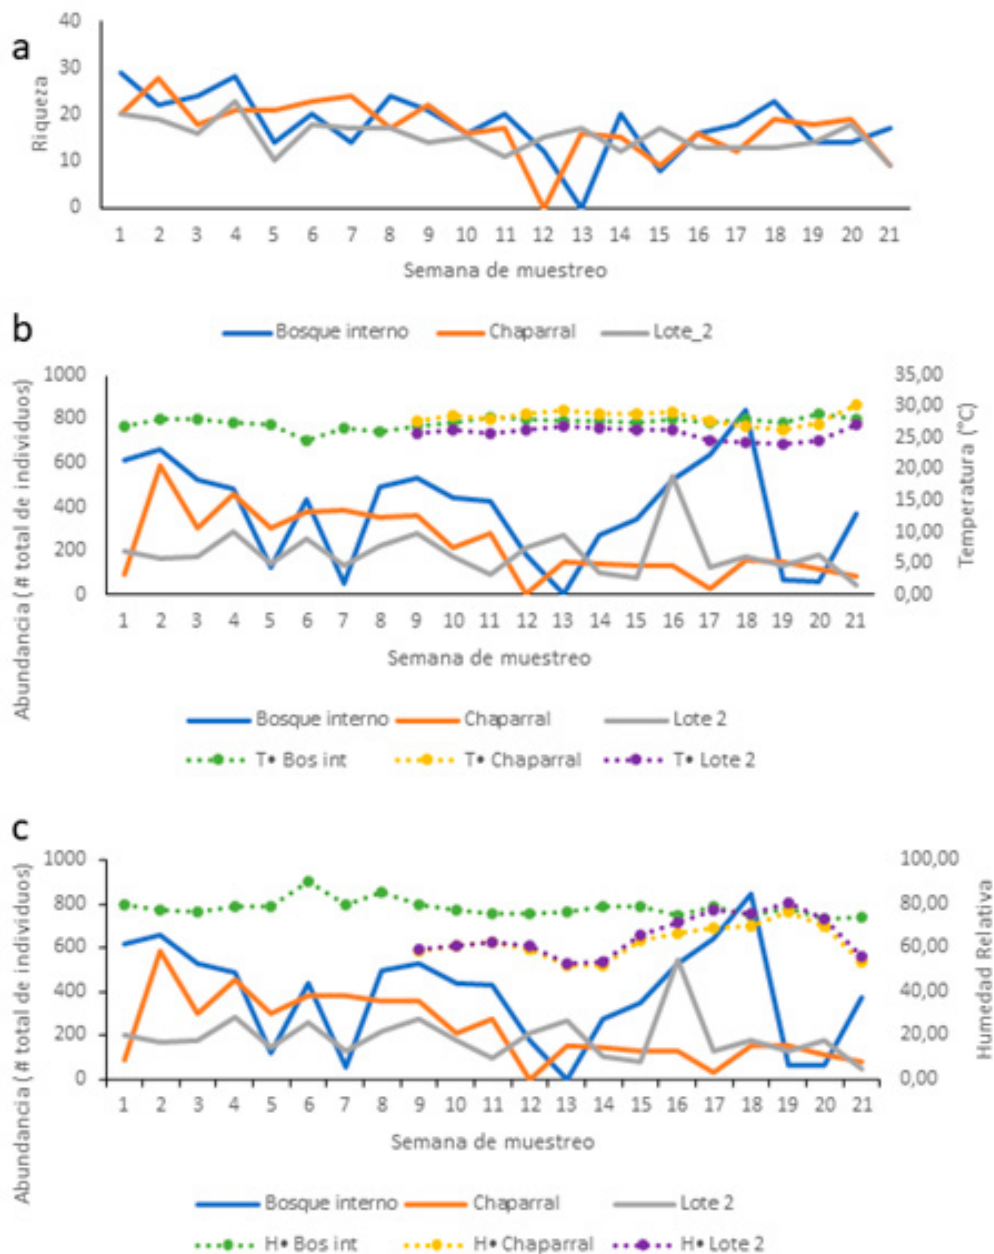 a
40
30
20
10
0
Riqueza
1 2 3 4 5 6 7 8 9 10 11 12 13 14 15 16 17 18 19 20 21
Semana de muestreo
Bosque interno Chaparral Lote_2
b
Abundancia ( # total de individuos)
1000
800
600
400
200
0
35,00
30,00
25,00
20,00
15,00
10,00
5,00
0,00
Temperatura (°C)
1 2 3 4 5 6 7 8 9 10 11 12 13 14 15 16 17 18 19 20 21
Semana de muestreo
Bosque interno Chaparral Lote 2
T• Bos int T• Chaparral T• Lote 2
c
Abundancia ( # total de individuos)
1000
800
600
400
200
0
100,00
80,00
60,00
40,00
20,00
0,00
Humedad Relativa
1 2 3 4 5 6 7 8 9 10 11 12 13 14 15 16 17 18 19 20 21
Semana de muestreo
Bosque interno Chaparral Lote 2
H• Bos int H• Chaparral H• Lote 2